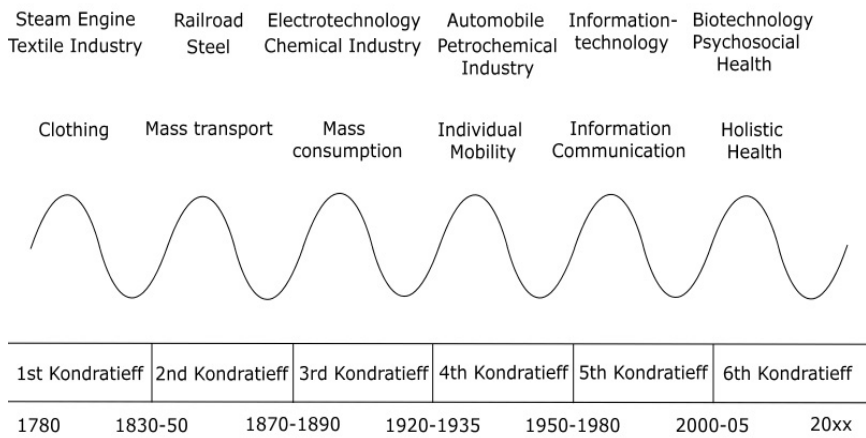 Steam Engine
Textile Industry
Railroad
Steel
Electrotechnology
Chemical Industry
Automobile
Petrochemical
Industry
Information-
technology
Biotechnology
Psychosocial
Health
Clothing
Mass transport
Mass
consumption
Individual
Mobility
Information
Communication
Holistic
Health
1st Kondratieff
2nd Kondratieff
3rd Kondratieff
4th Kondratieff
5th Kondratieff
6th Kondratieff
1780
1830-50
1870-1890
1920-1935
1950-1980
2000-05
20xx